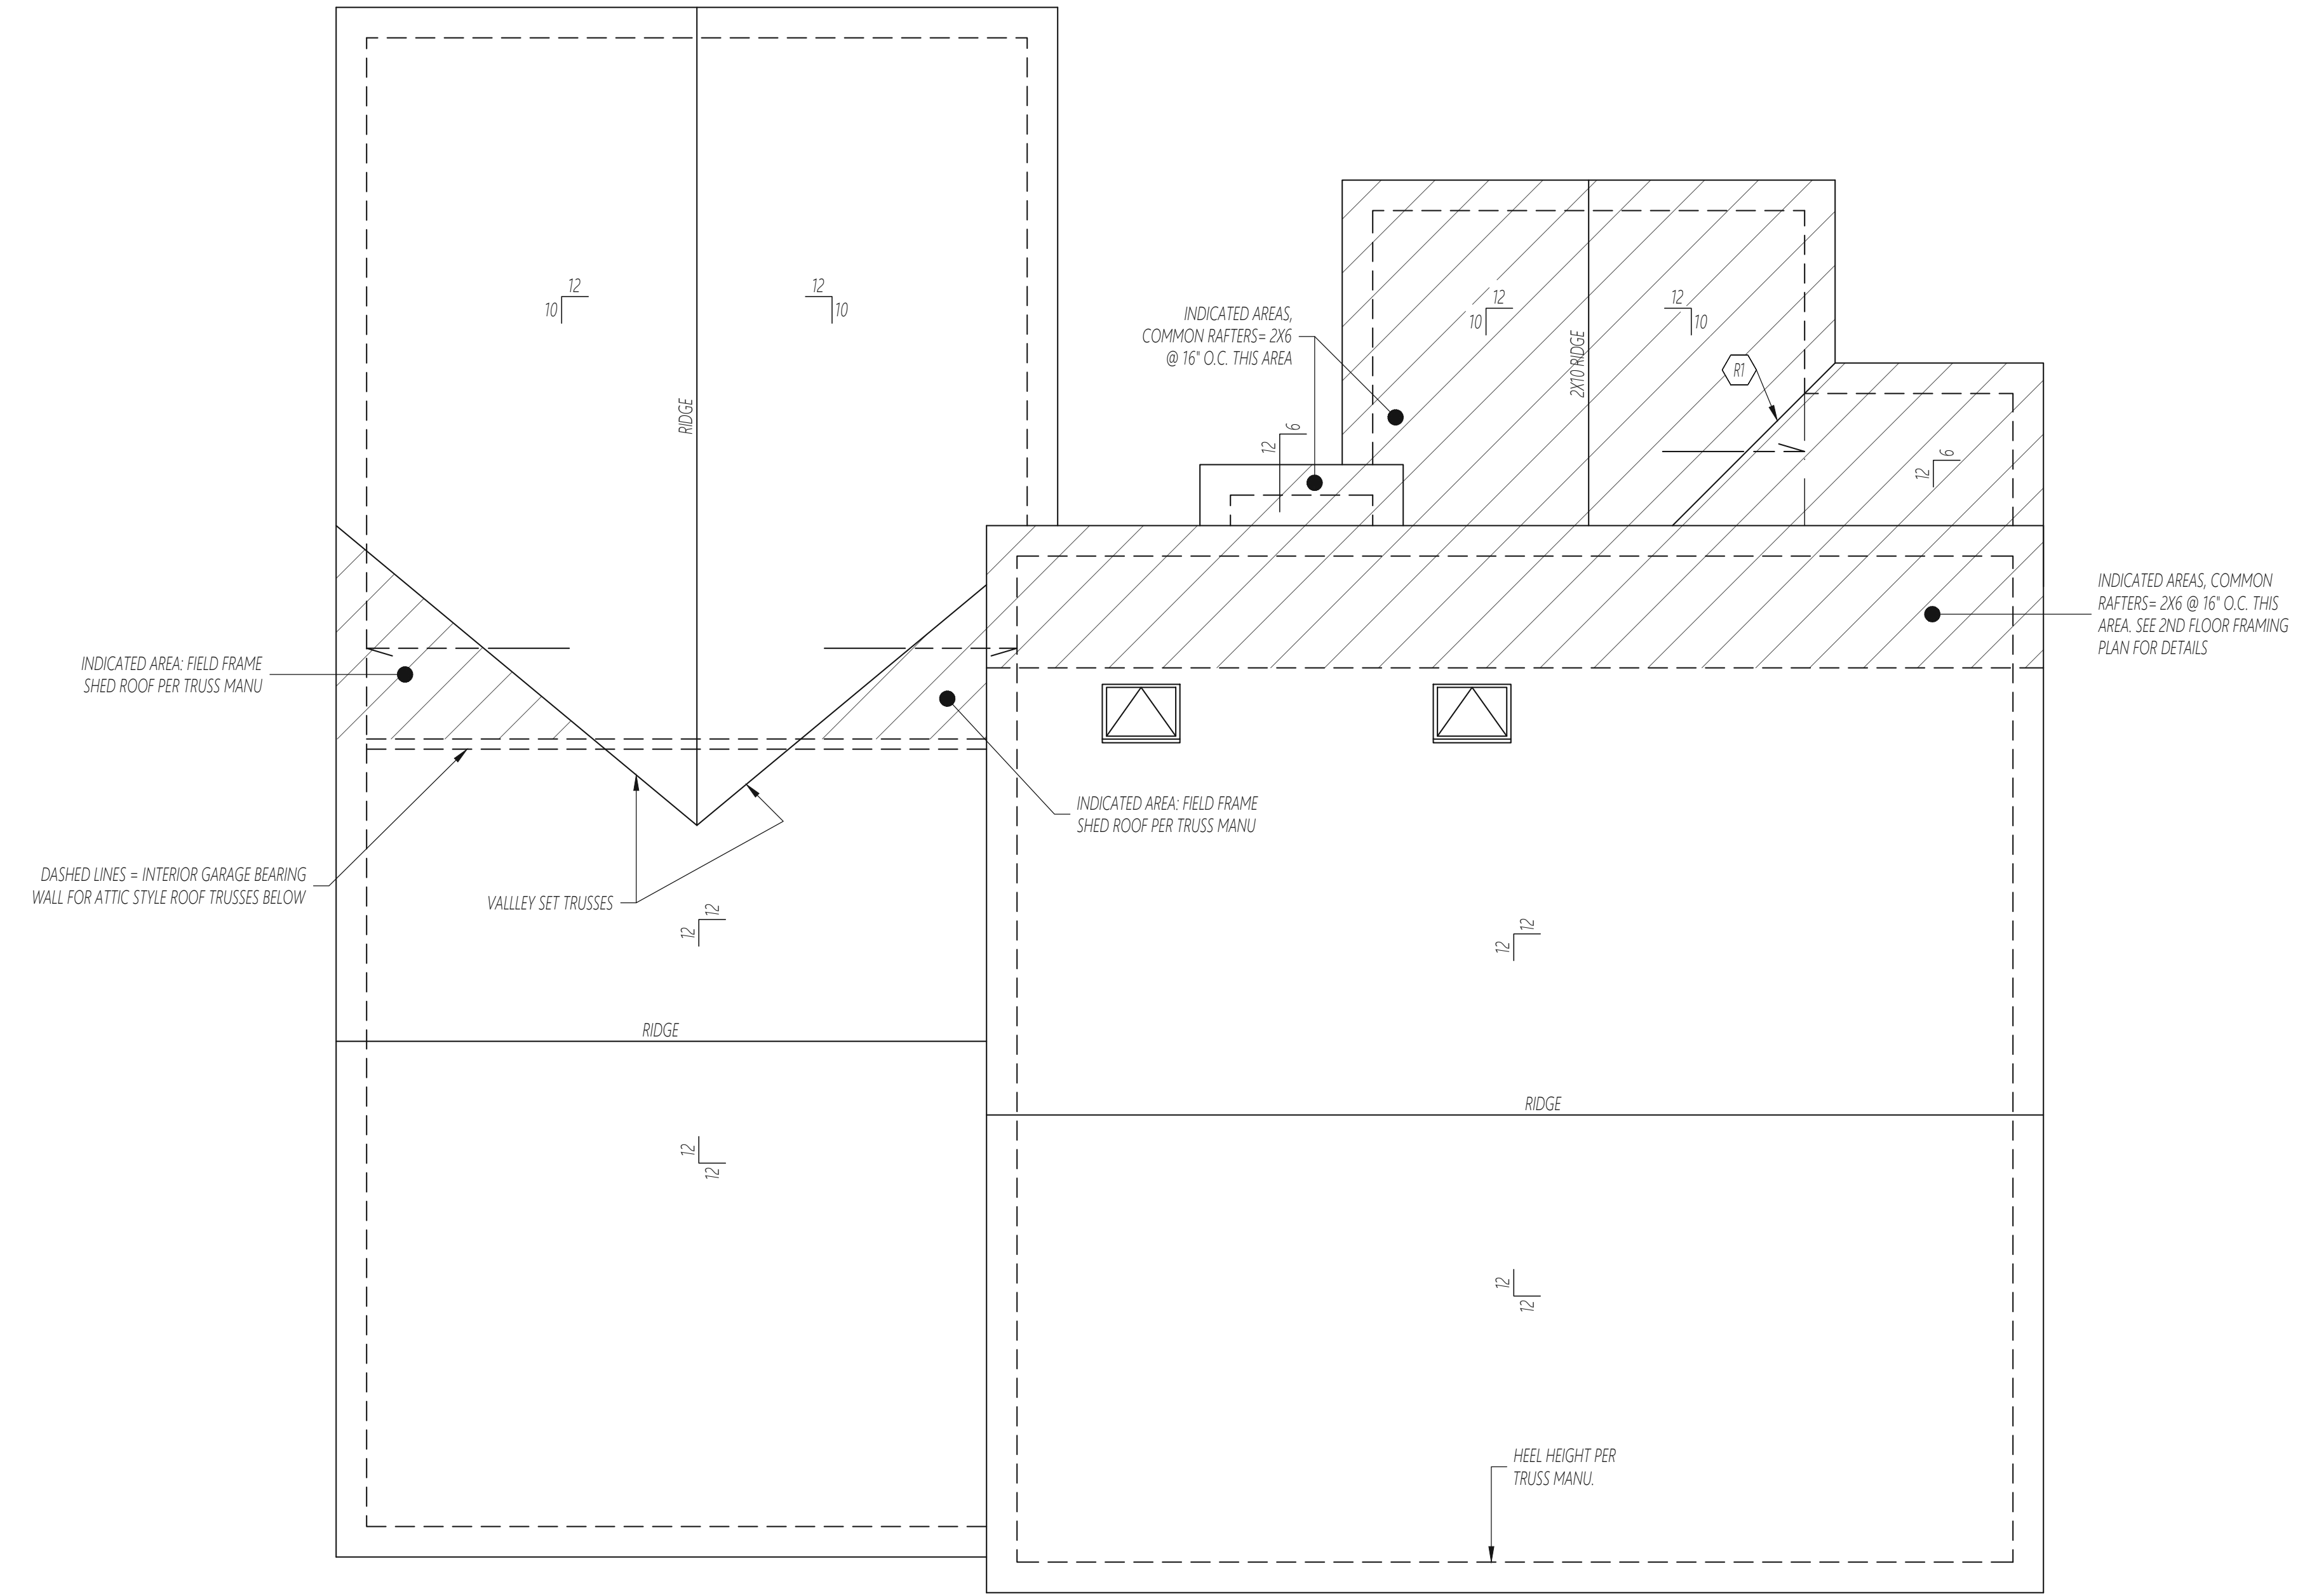 12
10
12
10
RIDGE
INDICATED AREAS,
COMMON RAFTERS= 2X6
@ 16" O.C. THIS AREA
12
10
12
10
2X10 RIDGE
R1
12
6
12
6
INDICATED AREAS, COMMON
RAFTERS= 2X6 @ 16" O.C. THIS
AREA. SEE 2ND FLOOR FRAMING
PLAN FOR DETAILS
INDICATED AREA: FIELD FRAME
SHED ROOF PER TRUSS MANU
INDICATED AREA: FIELD FRAME
SHED ROOF PER TRUSS MANU
DASHED LINES = INTERIOR GARAGE BEARING
WALL FOR ATTIC STYLE ROOF TRUSSES BELOW
VALLLEY SET TRUSSES
12
12
12
12
RIDGE
RIDGE
12
12
12
12
HEEL HEIGHT PER
TRUSS MANU.